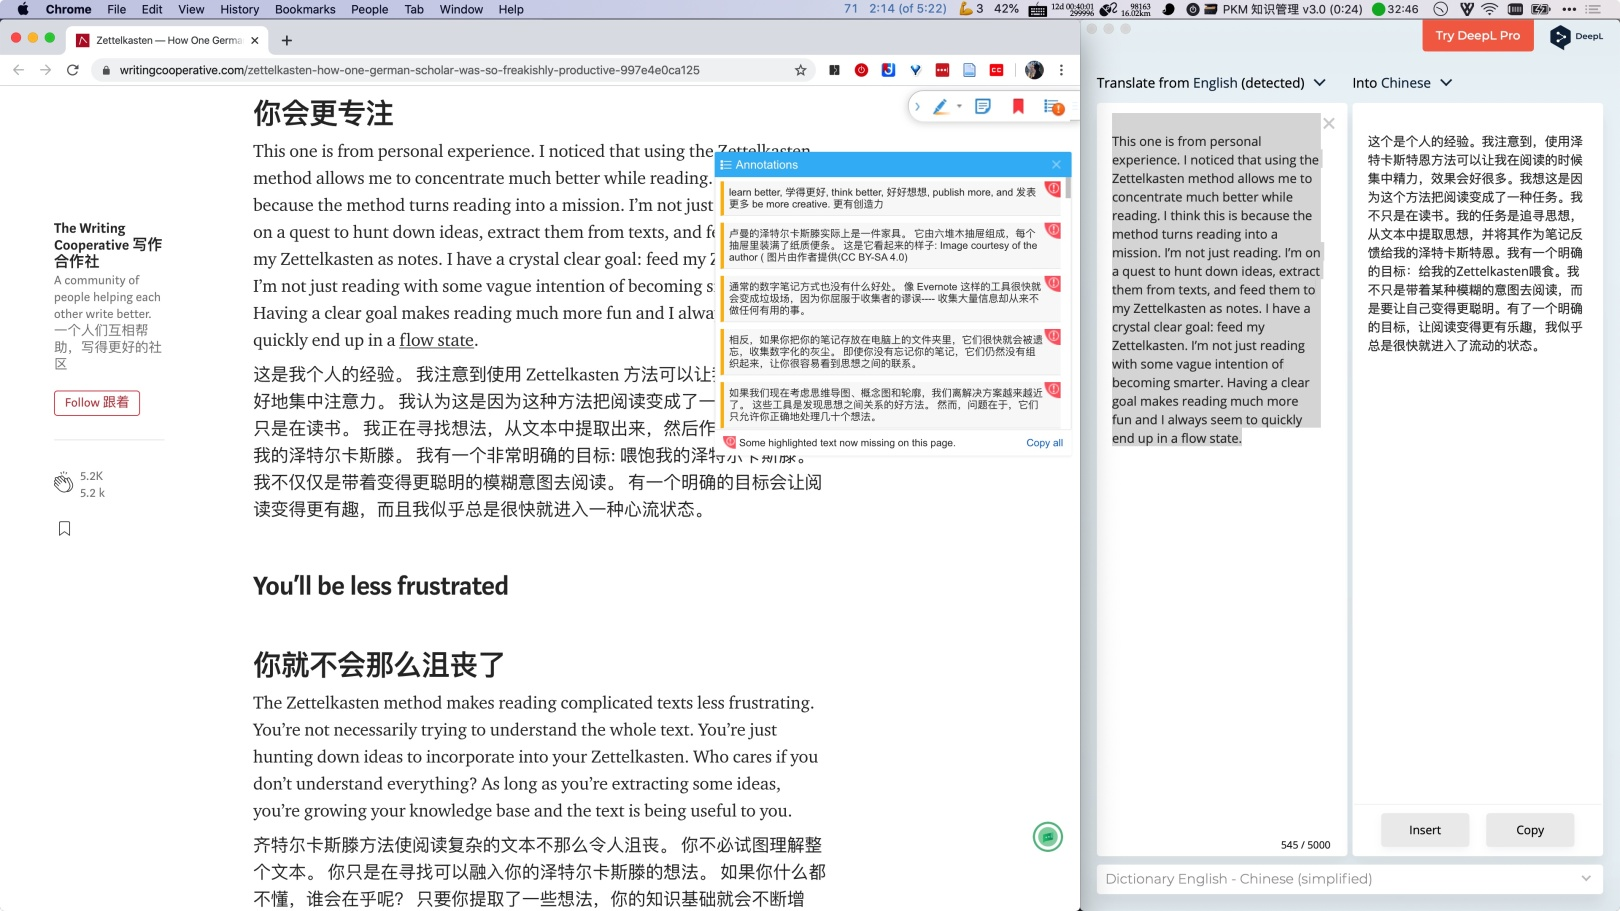 Chrome File Edit View History Bookmarks People Tab Window Help
71 2:14 (of 5:22) 3 42% 12d 00:40:01 299996 98163 16.02km PKM 知识管理 v3.0 (0:24) 32:46
Zettelkasten — How One Germa
writingcooperative.com/zettelkasten-how-one-german-scholar-was-so-freakishly-productive-997e4e0ca125
The Writing
Cooperative 写作
合作社
A community of
people helping each
other write better.
一个人们互相帮
助，写得更好的社
区
Follow 跟着
5.2K
5.2 k
你会更专注
This one is from personal experience. I noticed that using the Zettelkasten
method allows me to concentrate much better while reading.
because the method turns reading into a mission. I’m not just
on a quest to hunt down ideas, extract them from texts, and fe
my Zettelkasten as notes. I have a crystal clear goal: feed my Z
I’m not just reading with some vague intention of becoming s
Having a clear goal makes reading much more fun and I alwa
quickly end up in a flow state.
这是我个人的经验。 我注意到使用 Zettelkasten 方法可以让我
好地集中注意力。 我认为这是因为这种方法把阅读变成了一
只是在读书。 我正在寻找想法，从文本中提取出来，然后作
我的泽特尔卡斯滕。 我有一个非常明确的目标: 喂饱我的泽特尔卡斯滕。
我不仅仅是带着变得更聪明的模糊意图去阅读。 有一个明确的目标会让阅
读变得更有趣，而且我似乎总是很快就进入一种心流状态。
You’ll be less frustrated
你就不会那么沮丧了
The Zettelkasten method makes reading complicated texts less frustrating.
You’re not necessarily trying to understand the whole text. You’re just
hunting down ideas to incorporate into your Zettelkasten. Who cares if you
don’t understand everything? As long as you’re extracting some ideas,
you’re growing your knowledge base and the text is being useful to you.
齐特尔卡斯滕方法使阅读复杂的文本不那么令人沮丧。 你不必试图理解整
个文本。 你只是在寻找可以融入你的泽特尔卡斯滕的想法。 如果你什么都
不懂，谁会在乎呢？ 只要你提取了一些想法，你的知识基础就会不断增
Annotations
learn better, 学得更好, think better, 好好想想, publish more, and 发表
更多 be more creative. 更有创造力
卢曼的泽特尔卡斯滕实际上是一件家具。 它由六堆木抽屉组成，每个
抽屉里装满了纸质便条。 这是它看起来的样子: Image courtesy of the
author ( 图片由作者提供(CC BY-SA 4.0)
通常的数字笔记方式也没有什么好处。 像 Evernote 这样的工具很快就
会变成垃圾场，因为你屈服于收集者的谬误---- 收集大量信息却从来不
做任何有用的事。
相反，如果你把你的笔记存放在电脑上的文件夹里，它们很快就会被遗
忘，收集数字化的灰尘。 即使你没有忘记你的笔记，它们仍然没有组
织起来，让你很容易看到思想之间的联系。
如果我们现在考虑思维导图、概念图和轮廓，我们离解决方案越来越近
了。 这些工具是发现思想之间关系的好方法。 然而，问题在于，它们
只允许你正确地处理几十个想法。
Some highlighted text now missing on this page. Copy all
Try DeepL Pro
DeepL
Translate from English (detected)
Into Chinese
This one is from personal
experience. I noticed that using the
Zettelkasten method allows me to
concentrate much better while
reading. I think this is because the
method turns reading into a
mission. I’m not just reading. I’m on
a quest to hunt down ideas, extract
them from texts, and feed them to
my Zettelkasten as notes. I have a
crystal clear goal: feed my
Zettelkasten. I’m not just reading
with some vague intention of
becoming smarter. Having a clear
goal makes reading much more
fun and I always seem to quickly
end up in a flow state.
545 / 5000
这个是个人的经验。我注意到，使用泽
特卡斯特恩方法可以让我在阅读的时候
集中精力，效果会好很多。我想这是因
为这个方法把阅读变成了一种任务。我
不只是在读书。我的任务是追寻思想，
从文本中提取思想，并将其作为笔记反
馈给我的泽特卡斯特恩。我有一个明确
的目标：给我的Zettelkasten喂食。我
不只是带着某种模糊的意图去阅读，而
是要让自己变得更聪明。有了一个明确
的目标，让阅读变得更有乐趣，我似乎
总是很快就进入了流动的状态。
Insert
Copy
Dictionary English - Chinese (simplified)